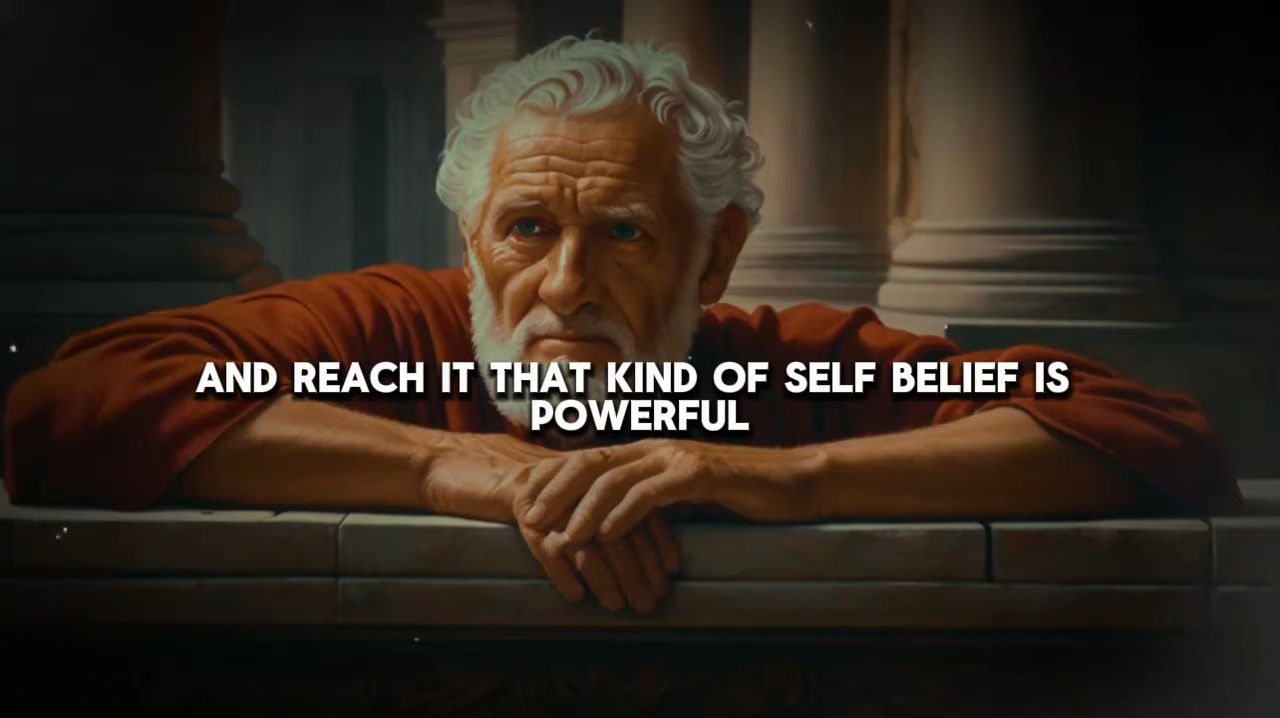 AND REACH IT THAT KIND OF SELF BELIEF IS
POWERFUL